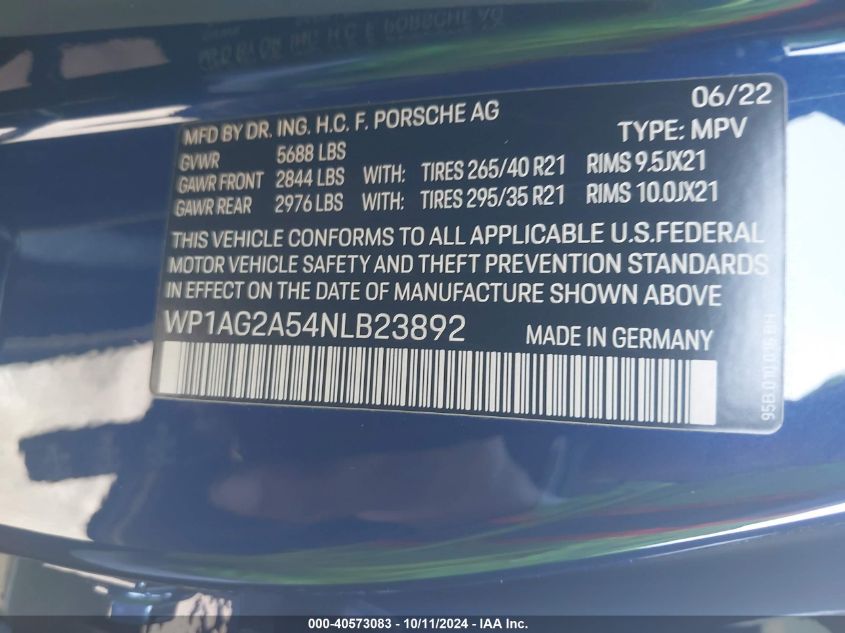 MFD BY DR. ING. H.C. F. PORSCHE AG 06/22
TYPE: MPV
GVWR 5688 LBS
GAWR FRONT 2844 LBS WITH: TIRES 265/40 R21 RIMS 9.5JX21
GAWR REAR 2976 LBS WITH: TIRES 295/35 R21 RIMS 10.0JX21
THIS VEHICLE CONFORMS TO ALL APPLICABLE U.S.FEDERAL
MOTOR VEHICLE SAFETY AND THEFT PREVENTION STANDARDS
IN EFFECT ON THE DATE OF MANUFACTURE SHOWN ABOVE
WP1AG2A54NLB23892 MADE IN GERMANY
95B.010.
000-40573083 - 10/11/2024 - IAA Inc.